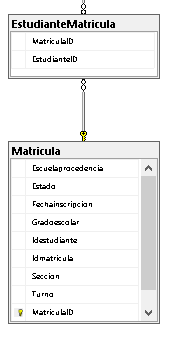 EstudianteMatricula
MatriculaID
EstudianteID
Matricula
Escuelaprocedencia
Estado
Fechainscripcion
Gradoescolar
Idestudiante
Idmatricula
Seccion
Turno
MatriculaID